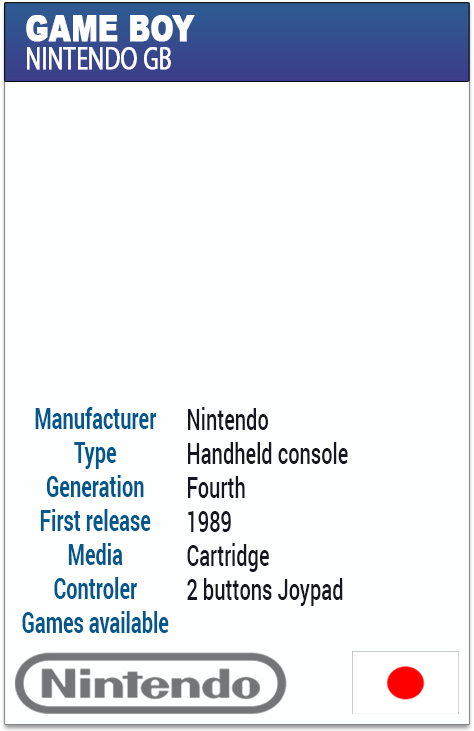 GAME BOY
NINTENDO GB
Manufacturer Nintendo
Type Handheld console
Generation Fourth
First release 1989
Media Cartridge
Controler 2 buttons Joypad
Games available
Nintendo